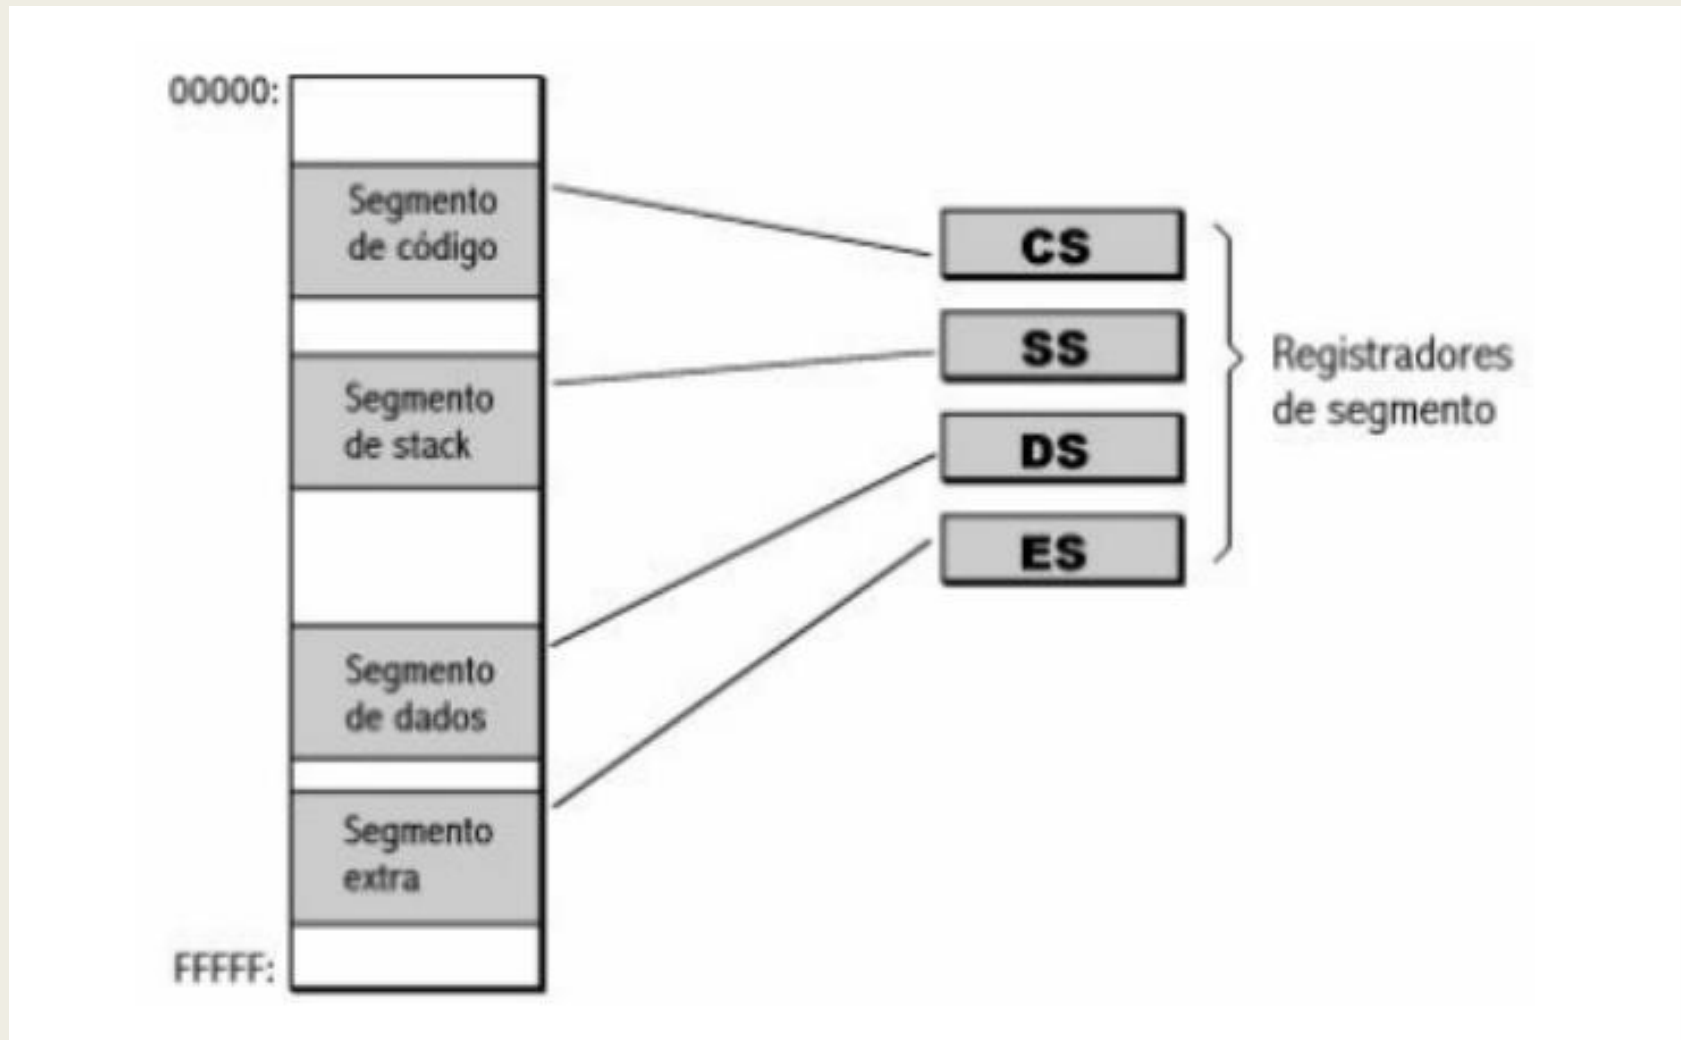 00000:
Segmento
de código
CS
SS
Segmento
de stack
Registradores
de segmento
DS
ES
Segmento
de dados
Segmento
extra
FFFFF: